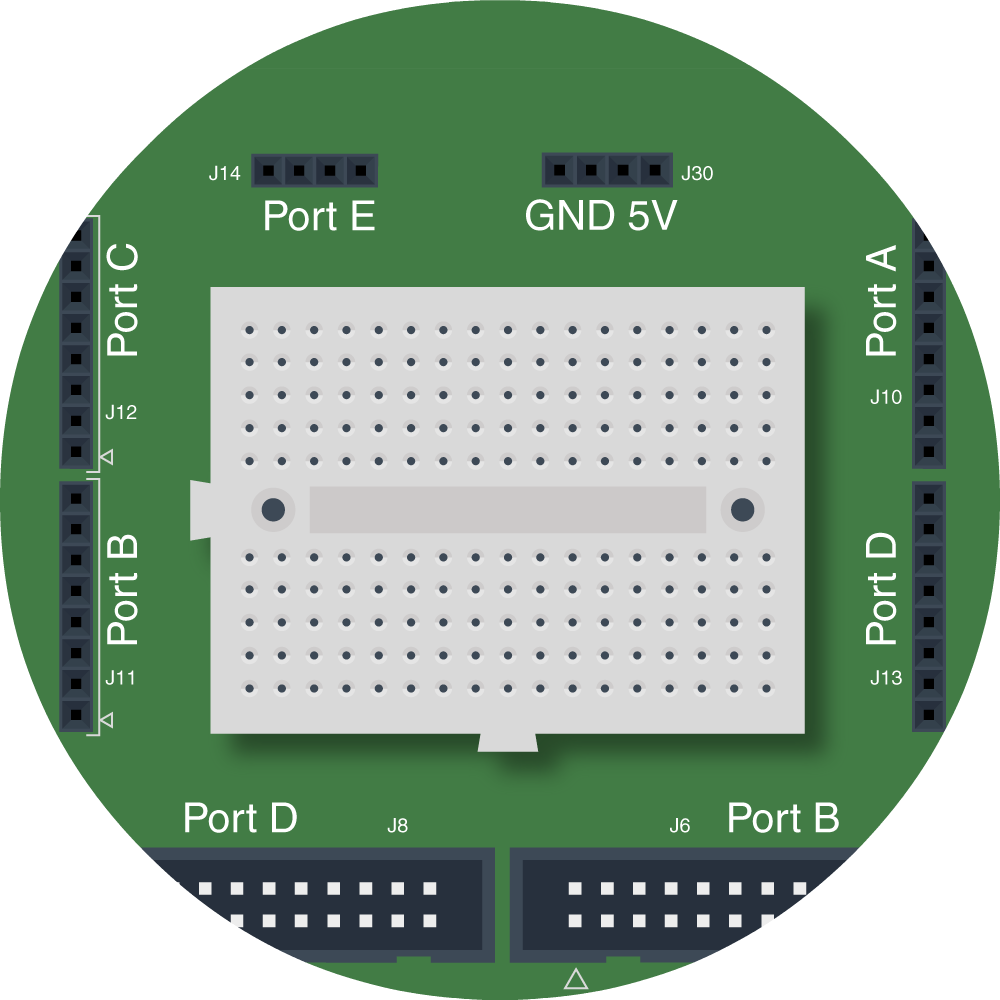 J14
J30
Port E
GND 5V
Port C
Port A
J12
J10
Port B
Port D
J11
J13
Port D
J8
J6
Port B